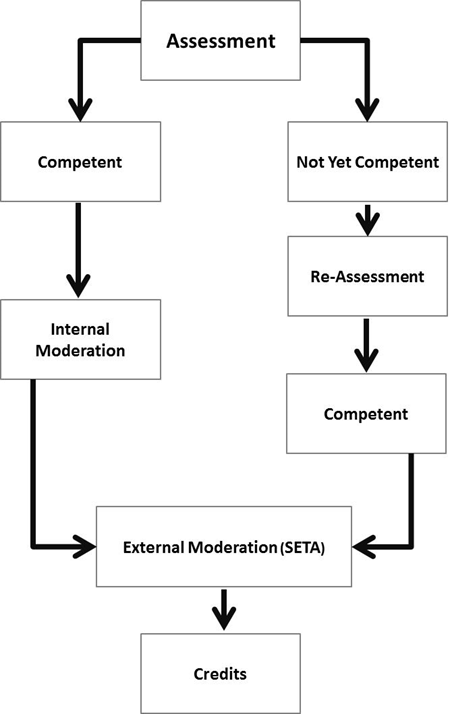 Assessment
Competent
Not Yet Competent
Re-Assessment
Internal
Moderation
Competent
External Moderation (SETA)
Credits